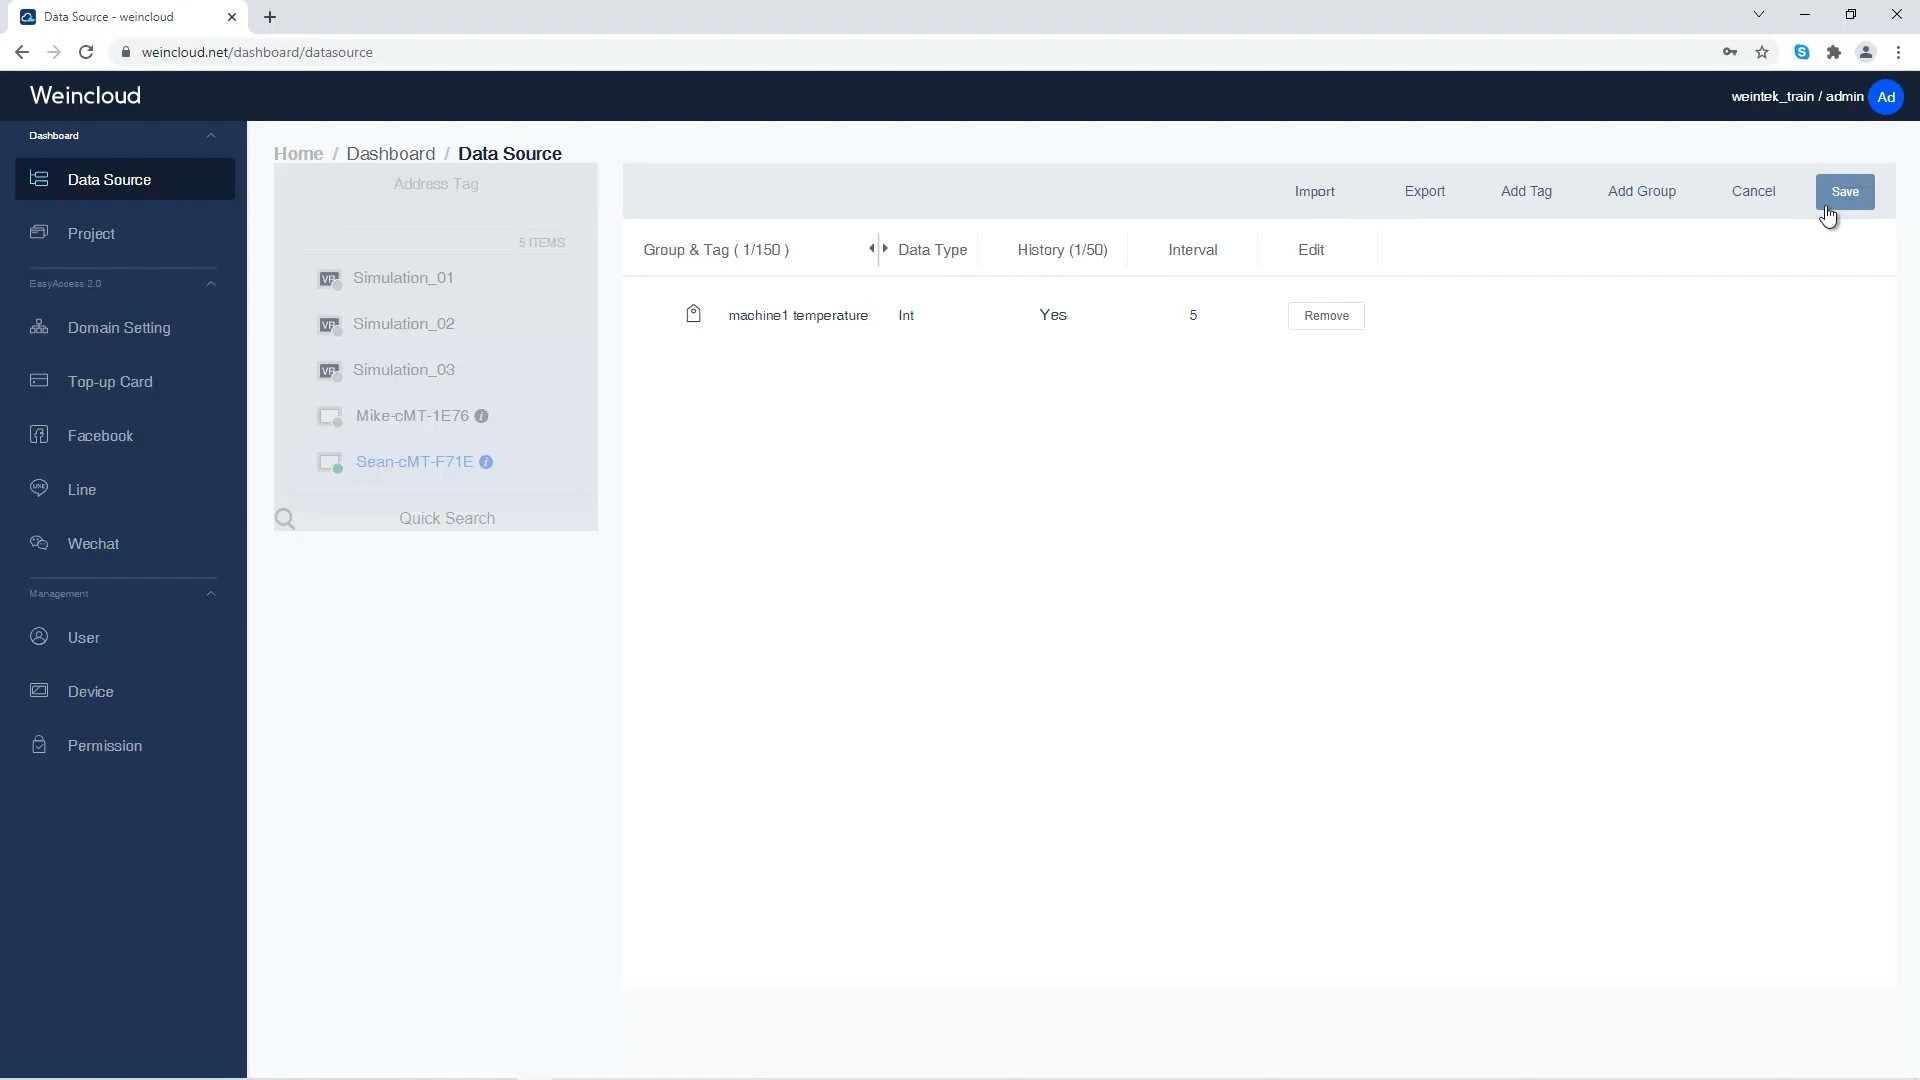 Data Source - weincloud
weincloud.net/dashboard/datasource
Weincloud
weintek_train / admin
Ad
Dashboard
Data Source
Project
EasyAccess 2.0
Domain Setting
Top-up Card
Facebook
Line
Wechat
Management
User
Device
Permission
Home / Dashboard / Data Source
Address Tag
5 ITEMS
Simulation_01
Simulation_02
Simulation_03
Mike-cMT-1E76
Sean-cMT-F71E
Quick Search
Import Export Add Tag Add Group Cancel Save
Group & Tag ( 1/150 ) Data Type History (1/50) Interval Edit
machine1 temperature Int Yes 5 Remove